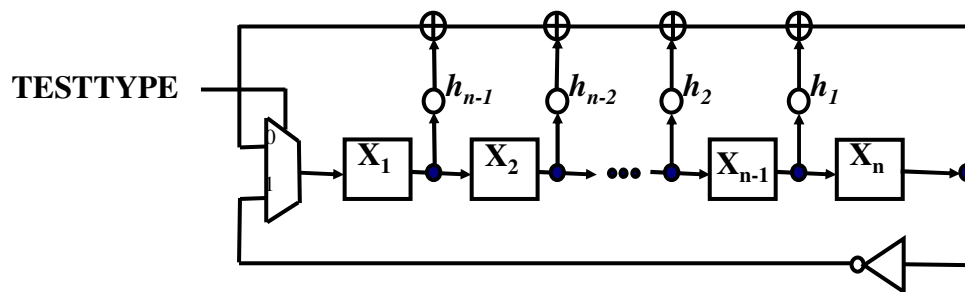 TESTTYPE
h_{n-1}
h_{n-2}
h_2
h_1
0
1
X_1
X_2
X_{n-1}
X_n